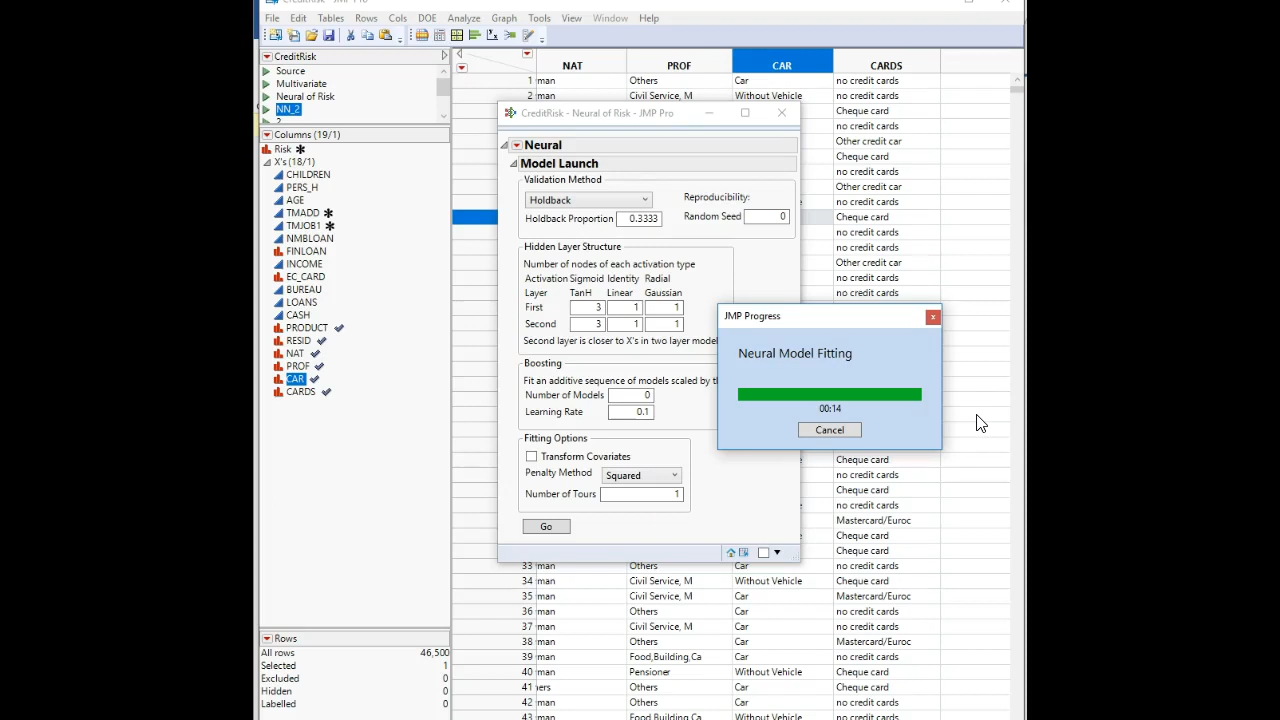 CreditRisk - JMP Pro
File Edit Tables Rows Cols DOE Analyze Graph Tools View Window Help
CreditRisk
Source
Multivariate
Neural of Risk
NN_2
Columns (19/1)
Risk
X's (18/1)
CHILDREN
PERS_H
AGE
TMADD
TMJOB1
NMBLOAN
FINLOAN
INCOME
EC_CARD
BUREAU
LOANS
CASH
PRODUCT
RESID
NAT
PROF
CAR
CARDS
Rows
All rows 46,500
Selected 1
Excluded 0
Hidden 0
Labelled 0
NAT PROF CAR CARDS
1 man Others Car no credit cards
2 man Civil Service, M Without Vehicle no credit cards
Cheque card
no credit cards
Other credit car
Cheque card
no credit cards
Other credit car
no credit cards
Cheque card
no credit cards
no credit cards
Other credit car
no credit cards
no credit cards
CreditRisk - Neural of Risk - JMP Pro
Neural
Model Launch
Validation Method
Holdback
Holdback Proportion 0.3333
Reproducibility:
Random Seed 0
Hidden Layer Structure
Number of nodes of each activation type
Activation Sigmoid Identity Radial
Layer TanH Linear Gaussian
First 3 1 1
Second 3 1 1
Second layer is closer to X's in two layer model
Boosting
Fit an additive sequence of models scaled by th
Number of Models 0
Learning Rate 0.1
Fitting Options
Transform Covariates
Penalty Method Squared
Number of Tours 1
Go
JMP Progress
Neural Model Fitting
00:14
Cancel
Cheque card
no credit cards
Cheque card
no credit cards
Mastercard/Euroc
Cheque card
Cheque card
33 man Others Car no credit cards
34 man Civil Service, M Without Vehicle Cheque card
35 man Civil Service, M Car Mastercard/Euroc
36 man Others Car no credit cards
37 man Civil Service, M Car no credit cards
38 man Others Car Mastercard/Euroc
39 man Food,Building,Ca Car no credit cards
40 man Pensioner Without Vehicle Cheque card
41 hers Others Car Cheque card
42 man Others Car no credit cards
43 man Food,Building,Ca Car no credit cards